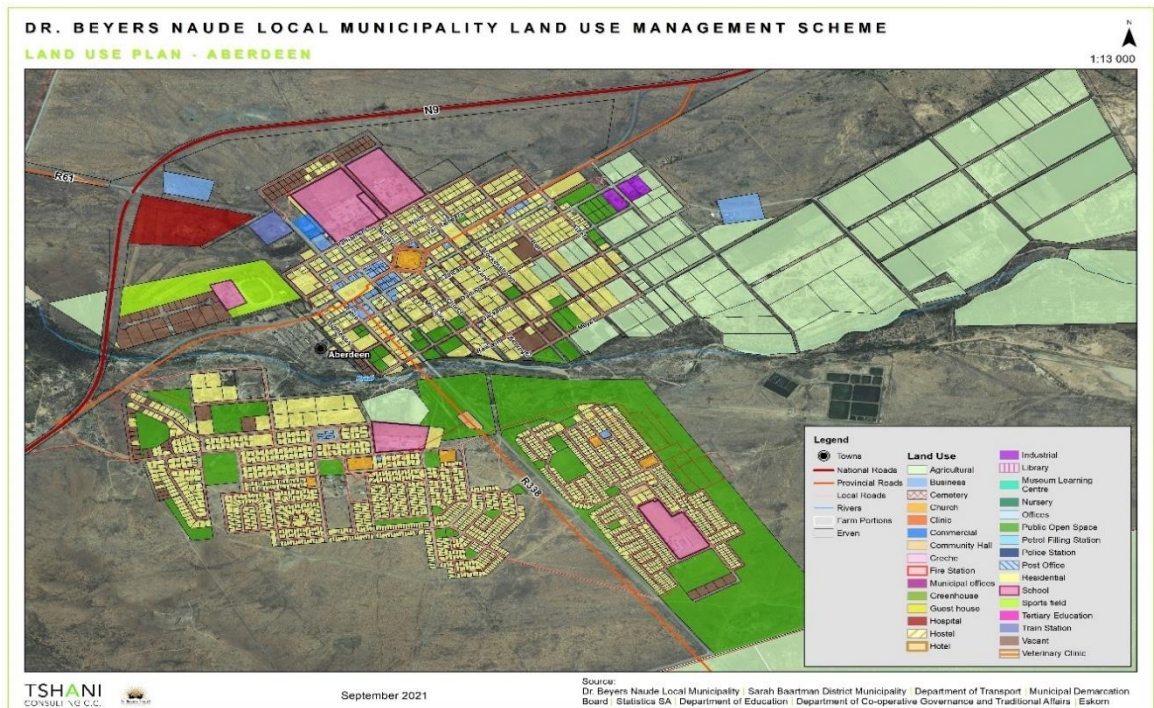 DR. BEYERS NAUDE LOCAL MUNICIPALITY LAND USE MANAGEMENT SCHEME
LAND USE PLAN - ABERDEEN
N
1:13 000
N9
R61
Aberdeen
R338
Legend
Towns
National Roads
Provincial Roads
Local Roads
Rivers
Farm Portions
Erven
Land Use
Agricultural
Business
Cemetery
Church
Clinic
Commercial
Community Hall
Creche
Fire Station
Municipal offices
Greenhouse
Guest house
Hospital
Hostel
Hotel
Industrial
Library
Museum Learning
Centre
Nursery
Offices
Public Open Space
Petrol Filling Station
Police Station
Post Office
Residential
School
Sports field
Tertiary Education
Train Station
Vacant
Veterinary Clinic
TSHANI
CONSULTING C.C.
September 2021
Source:
Dr. Beyers Naude Local Municipality | Sarah Baartman District Municipality | Department of Transport | Municipal Demarcation
Board | Statistics SA | Department of Education | Department of Co-operative Governance and Traditional Affairs | Eskom